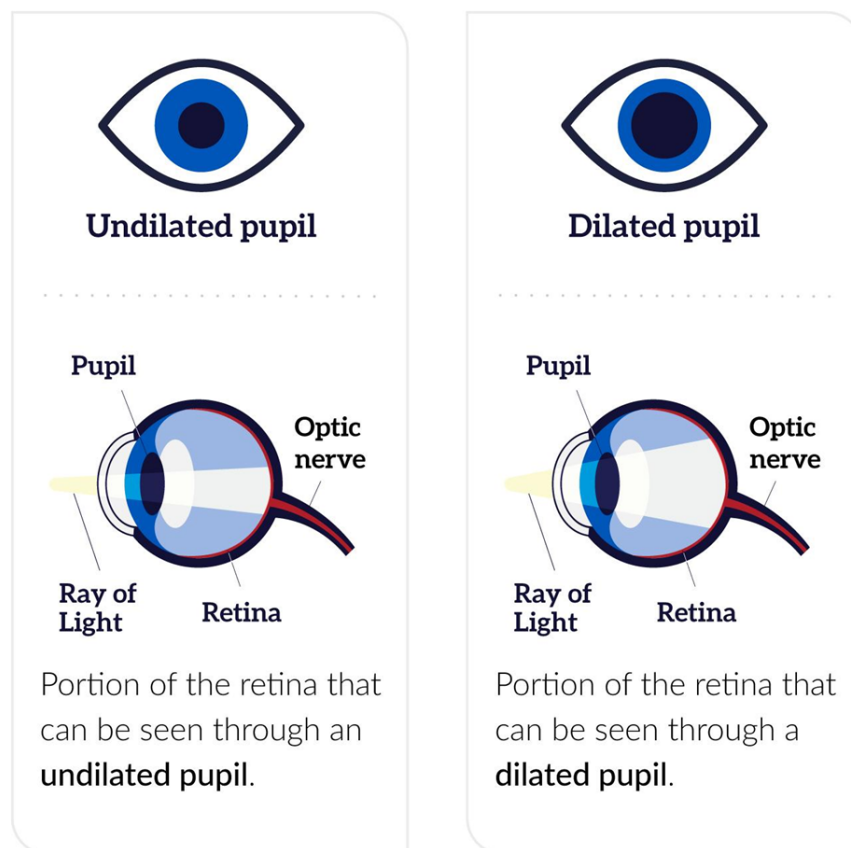 Undilated pupil
Pupil
Optic
nerve
Ray of
Light
Retina
Portion of the retina that
can be seen through an
undilated pupil.
Dilated pupil
Pupil
Optic
nerve
Ray of
Light
Retina
Portion of the retina that
can be seen through a
dilated pupil.